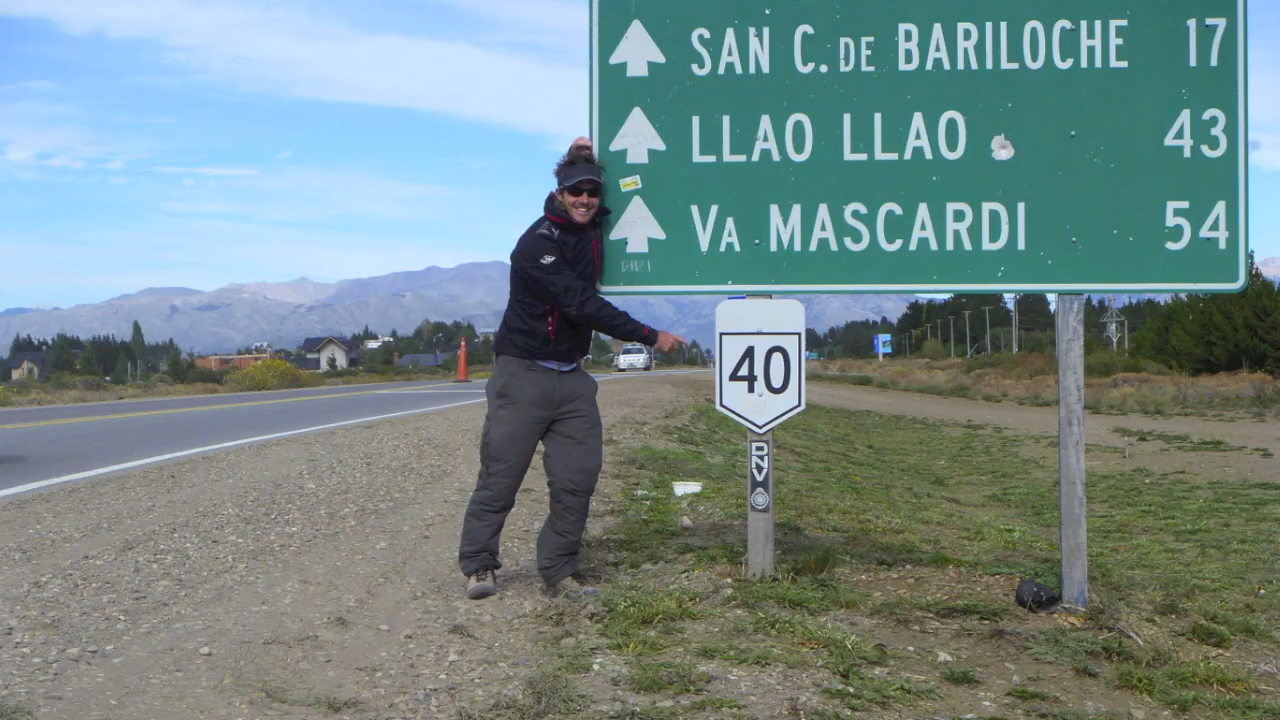 SAN C. DE BARILOCHE 17
LLAO LLAO 43
VA MASCARDI 54
40
DNV